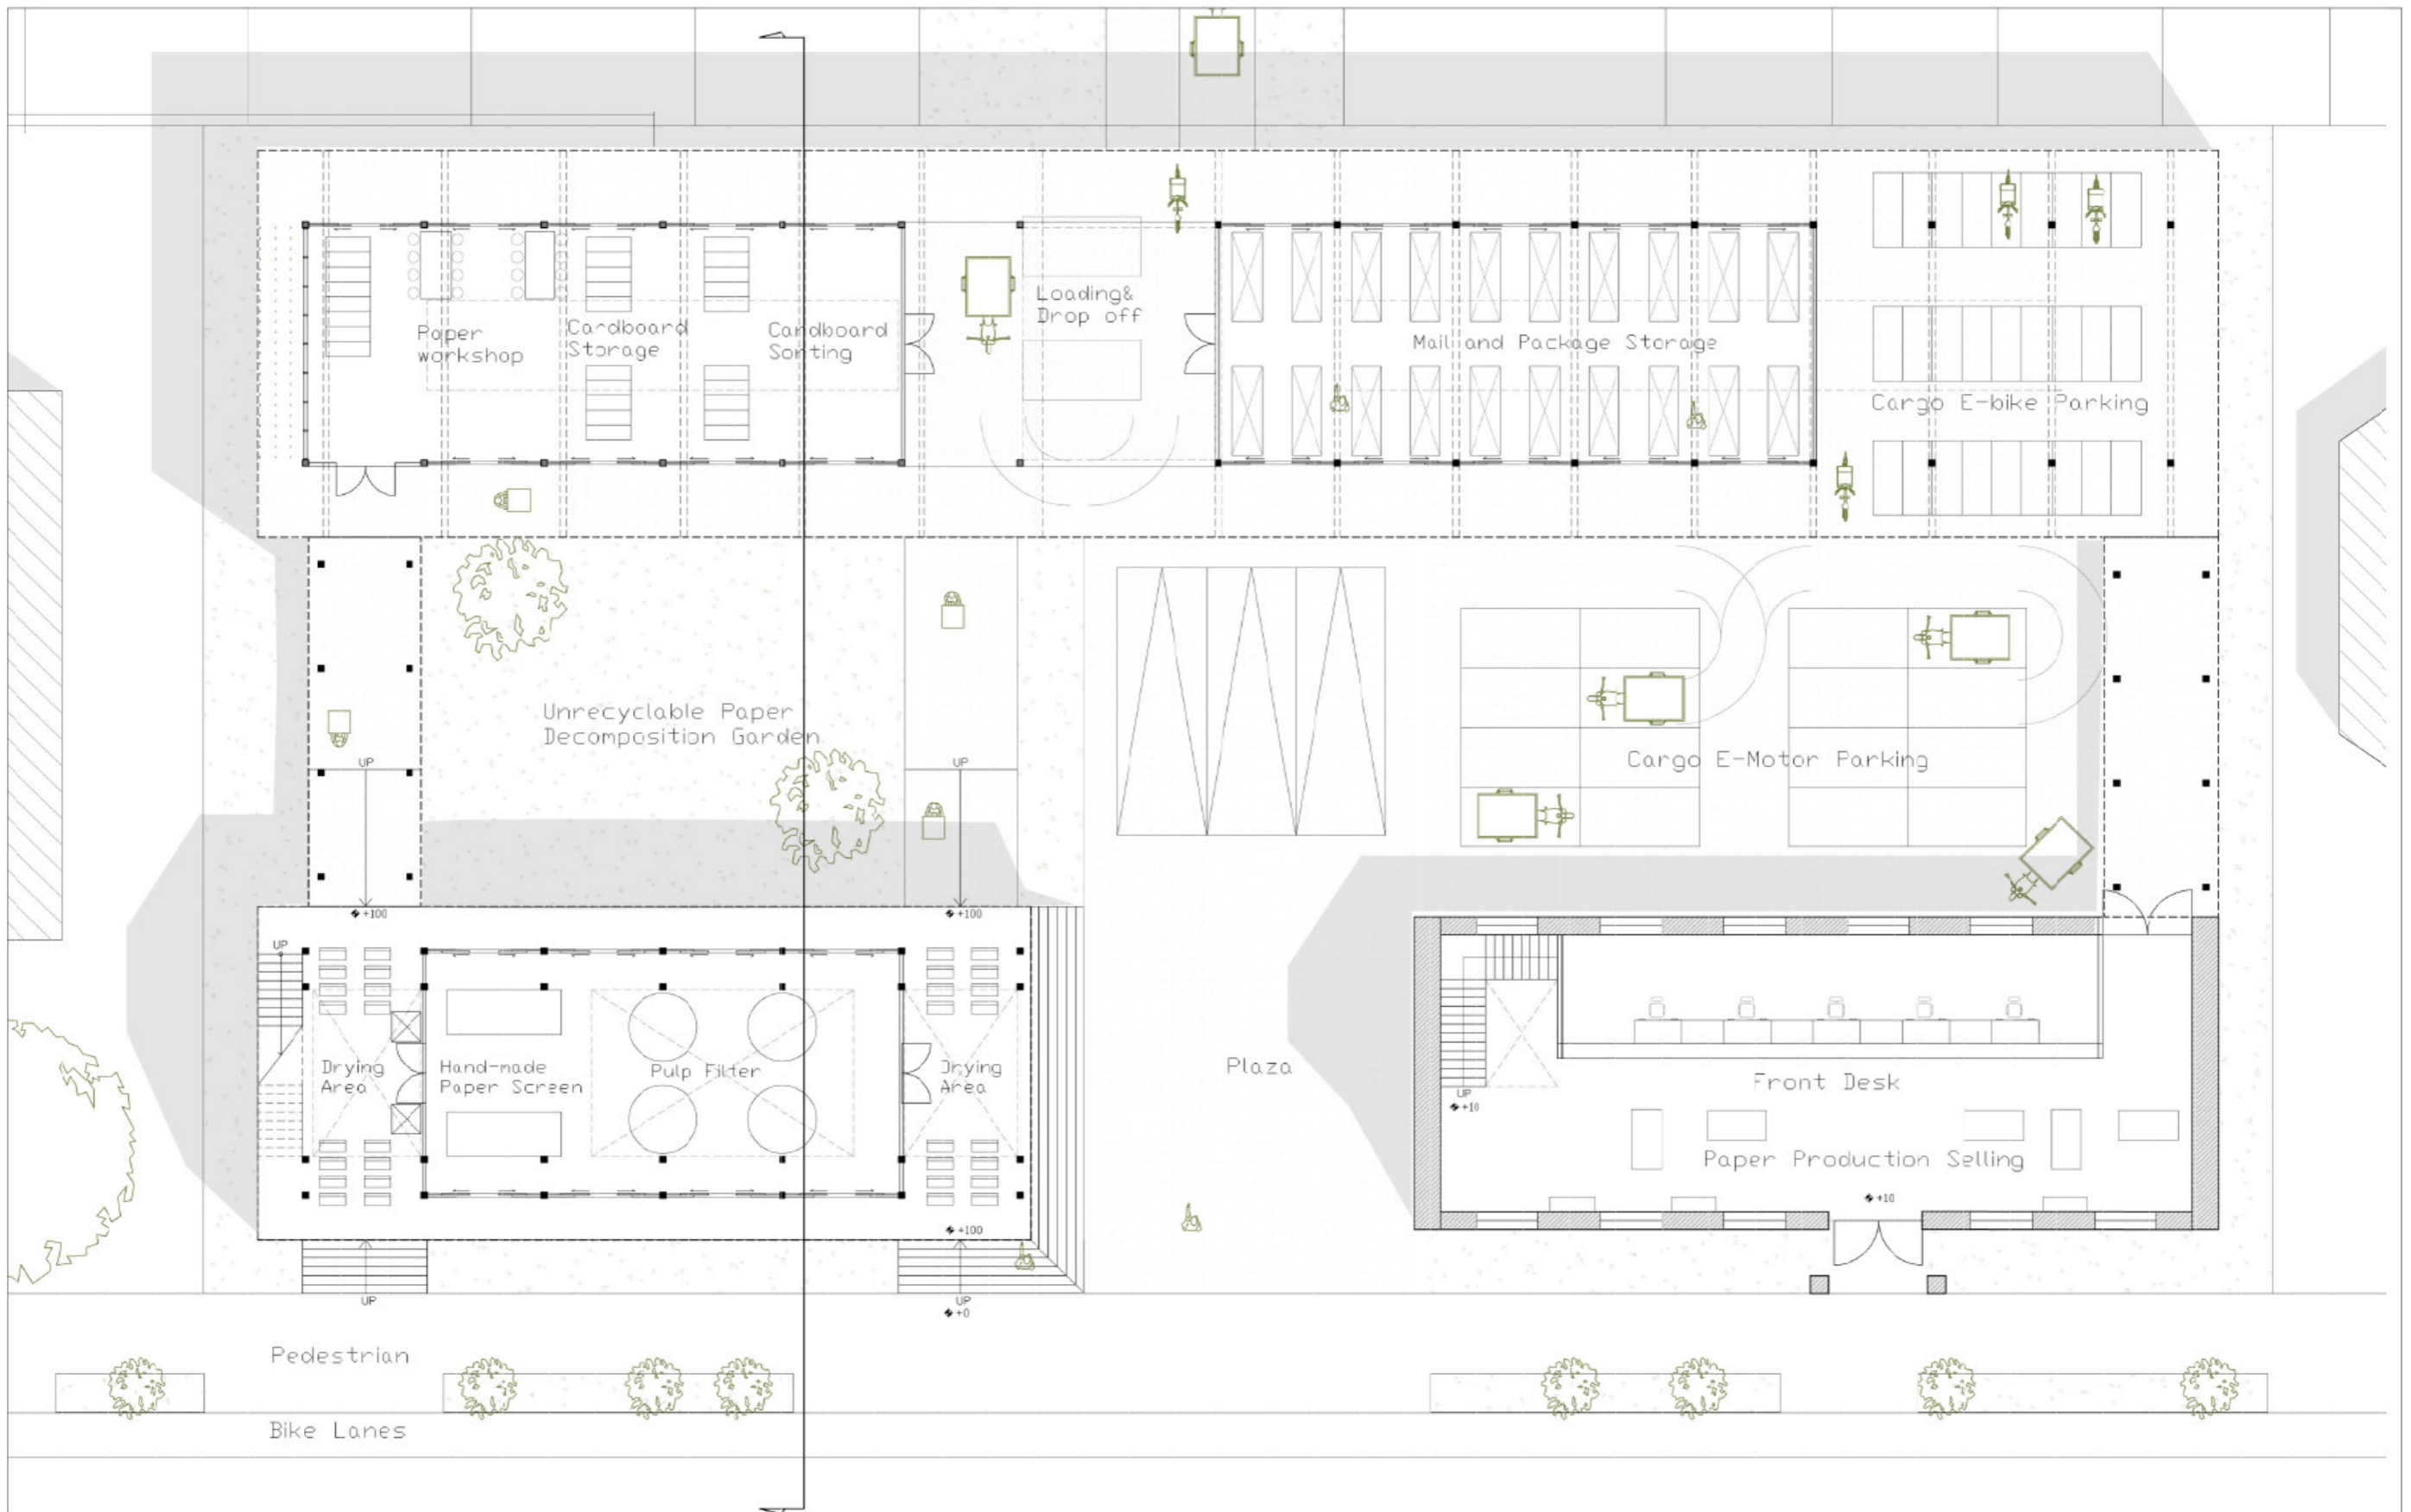 Loading&
Drop off
Paper
workshop
Cardboard
Storage
Cardboard
Sorting
Mail and Package Storage
Cargo E-bike Parking
Unrecyclable Paper
Decomposition Garden
UP
UP
Cargo E-Motor Parking
+100
+100
UP
Drying
Area
Hand-made
Paper Screen
Pulp Filter
Drying
Area
Plaza
Front Desk
UP
+10
Paper Production Selling
+10
+100
UP
UP
+0
Pedestrian
Bike Lanes